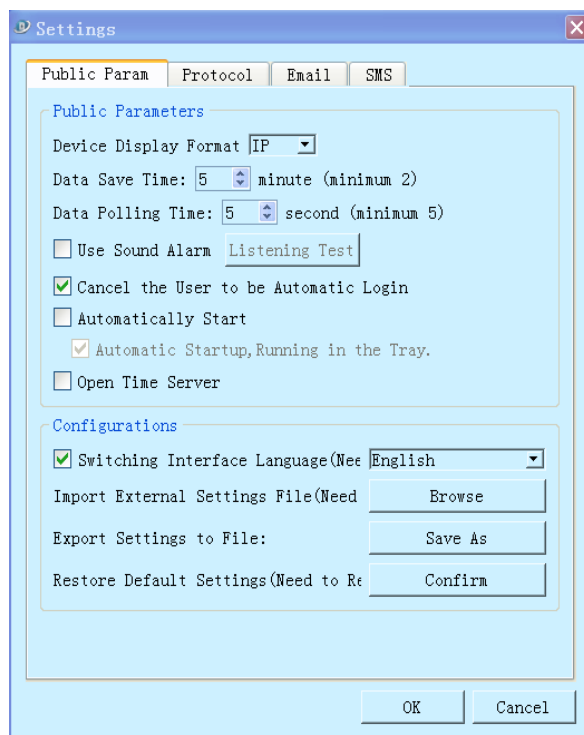 Settings
Public Param Protocol Email SMS
Public Parameters
Device Display Format IP
Data Save Time: 5 minute (minimum 2)
Data Polling Time: 5 second (minimum 5)
Use Sound Alarm Listening Test
Cancel the User to be Automatic Login
Automatically Start
Automatic Startup,Running in the Tray.
Open Time Server
Configurations
Switching Interface Language(Nee English
Import External Settings File(Need Browse
Export Settings to File: Save As
Restore Default Settings(Need to Re Confirm
OK Cancel